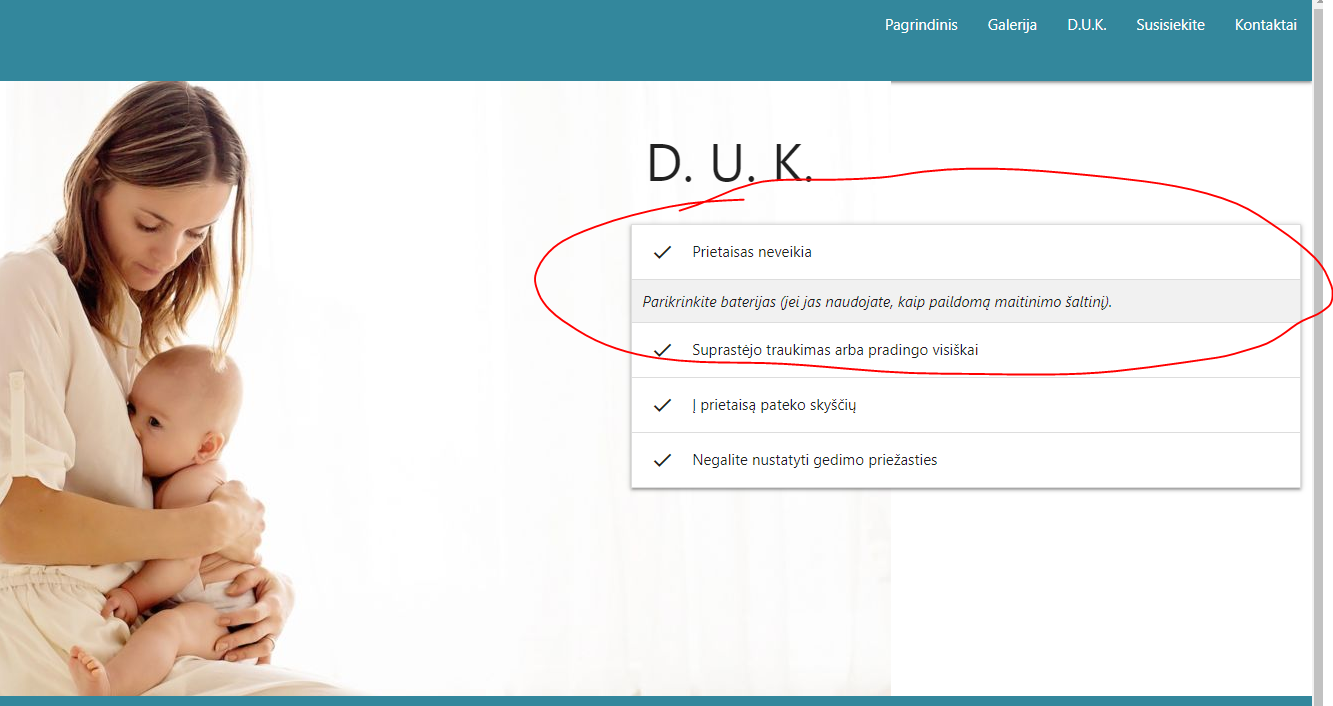 Pagrindinis Galerija D.U.K. Susisiekite Kontaktai
D. U. K.
Prietaisas neveikia
Parikrinkite baterijas (jei jas naudojate, kaip paildomą maitinimo šaltinį).
Suprastėjo traukimas arba pradingo visiškai
Į prietaisą pateko skyščių
Negalite nustatyti gedimo priežasties